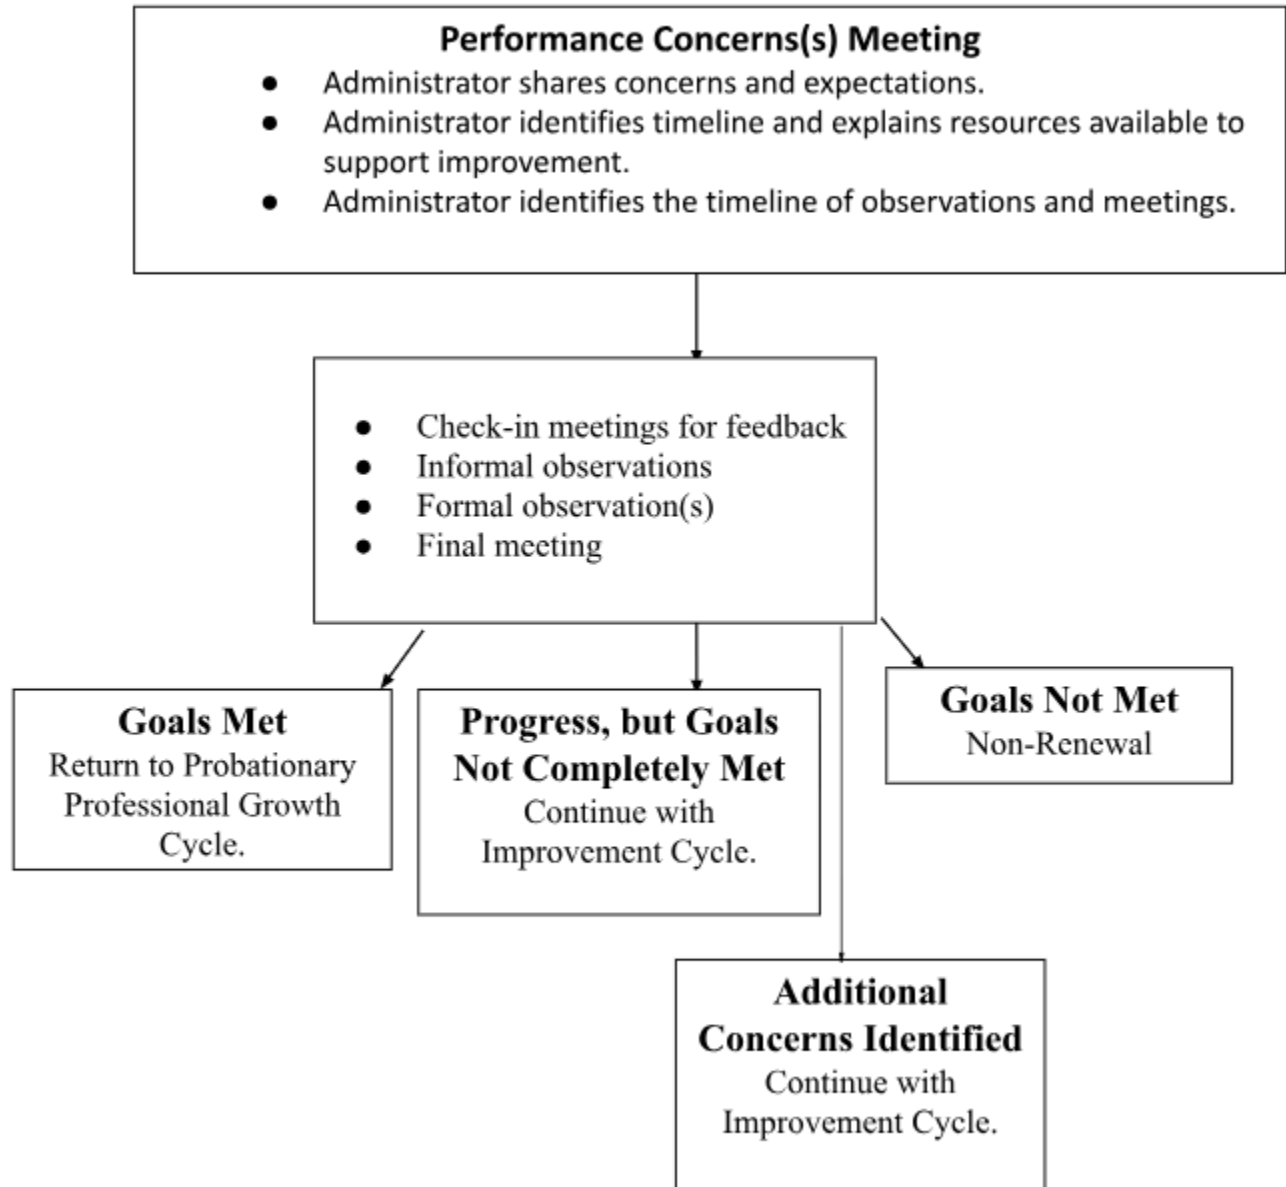 Performance Concerns(s) Meeting
● Administrator shares concerns and expectations.
● Administrator identifies timeline and explains resources available to
support improvement.
● Administrator identifies the timeline of observations and meetings.
● Check-in meetings for feedback
● Informal observations
● Formal observation(s)
● Final meeting
Goals Met
Return to Probationary
Professional Growth
Cycle.
Progress, but Goals
Not Completely Met
Continue with
Improvement Cycle.
Goals Not Met
Non-Renewal
Additional
Concerns Identified
Continue with
Improvement Cycle.